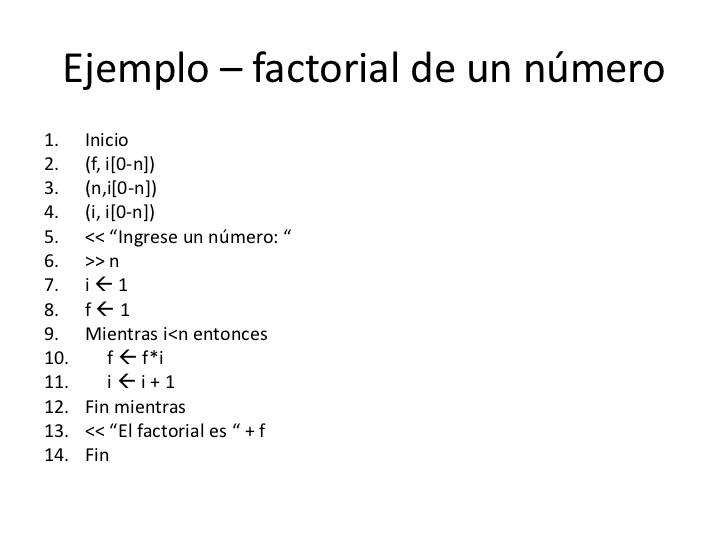 Ejemplo – factorial de un número
1. Inicio
2. (f, i[0-n])
3. (n,i[0-n])
4. (i, i[0-n])
5. << “Ingrese un número: “
6. >> n
7. i ← 1
8. f ← 1
9. Mientras i<n entonces
10. f ← f*i
11. i ← i + 1
12. Fin mientras
13. << “El factorial es “ + f
14. Fin